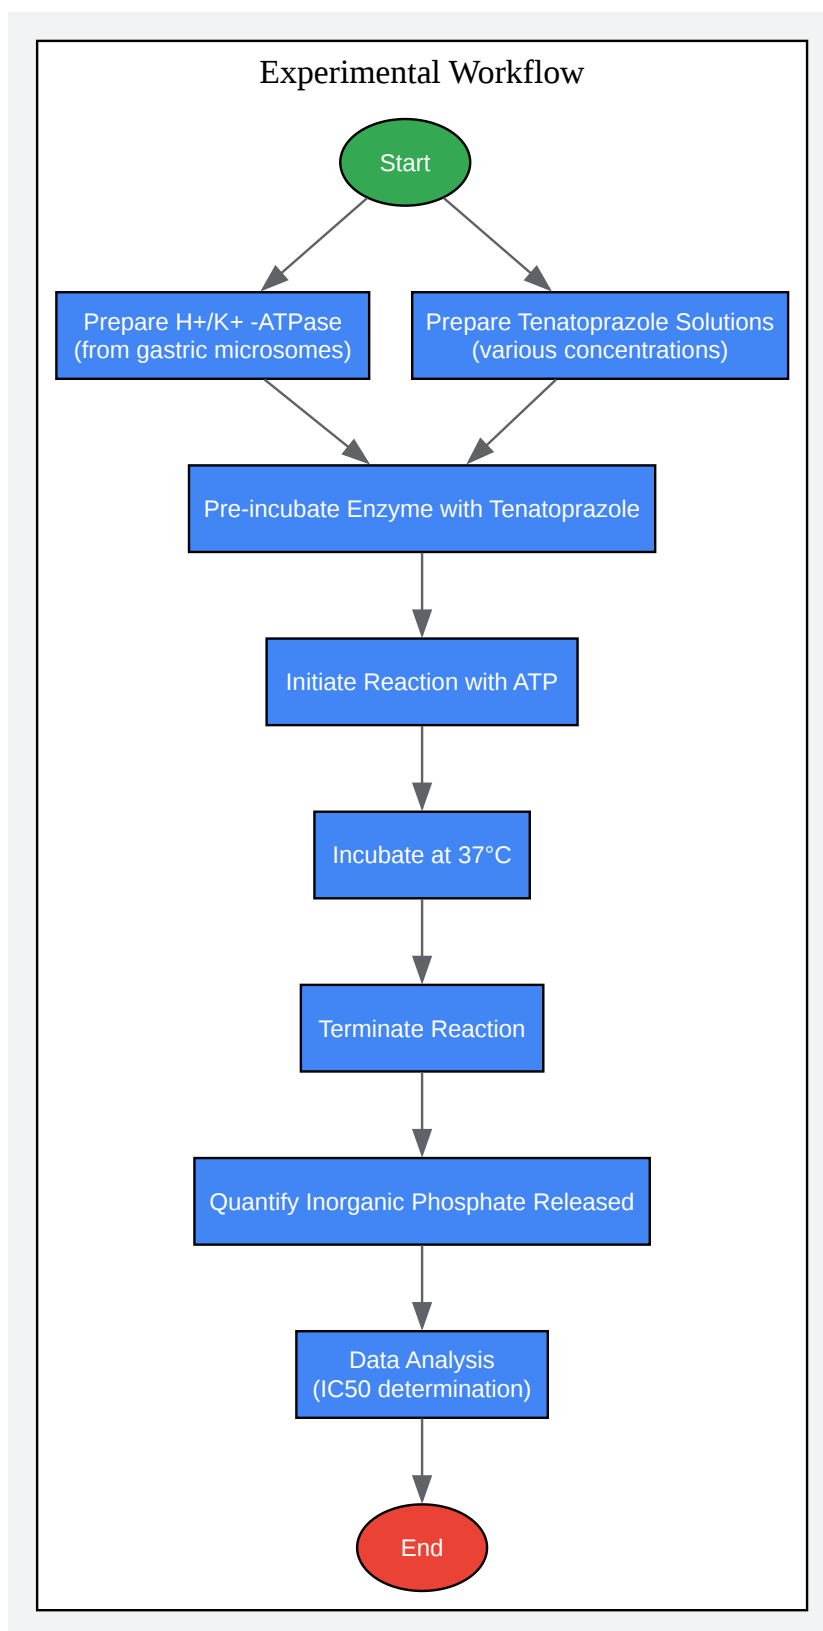 Experimental Workflow
Start
Prepare H+/K+ -ATPase
(from gastric microsomes)
Prepare Tenatoprazole Solutions
(various concentrations)
Pre-incubate Enzyme with Tenatoprazole
Initiate Reaction with ATP
Incubate at 37°C
Terminate Reaction
Quantify Inorganic Phosphate Released
Data Analysis
(IC50 determination)
End